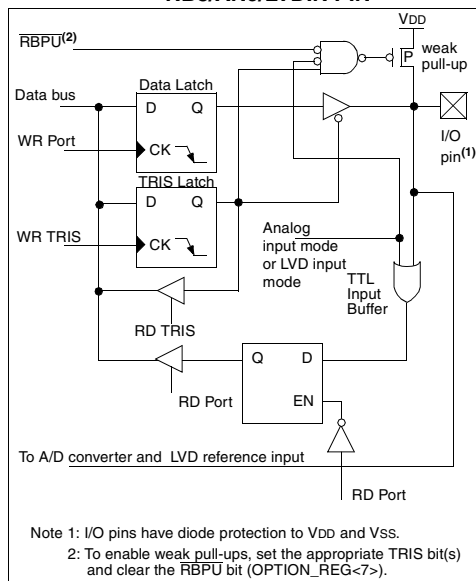 RBPU(2)
VDD
weak
pull-up
P
Data Latch
Data bus
D Q
WR Port
CK
I/O
pin(1)
TRIS Latch
D Q
WR TRIS
CK
Analog
input mode
or LVD input
mode
TTL
Input
Buffer
RD TRIS
Q D
RD Port
EN
To A/D converter and LVD reference input
RD Port
Note 1: I/O pins have diode protection to VDD and VSS.
2: To enable weak pull-ups, set the appropriate TRIS bit(s)
and clear the RBPU bit (OPTION_REG<7>).